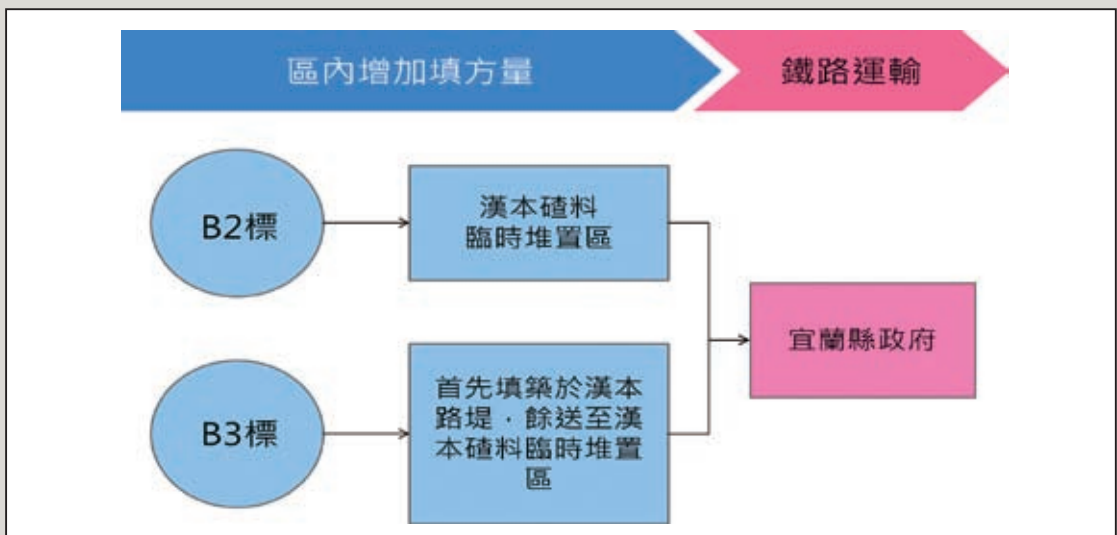 區內增加填方量
鐵路運輸
B2標
漢本碴料
臨時堆置區
宜蘭縣政府
B3標
首先填築於漢本
路堤．餘送至漢
本碴料臨時堆置
區